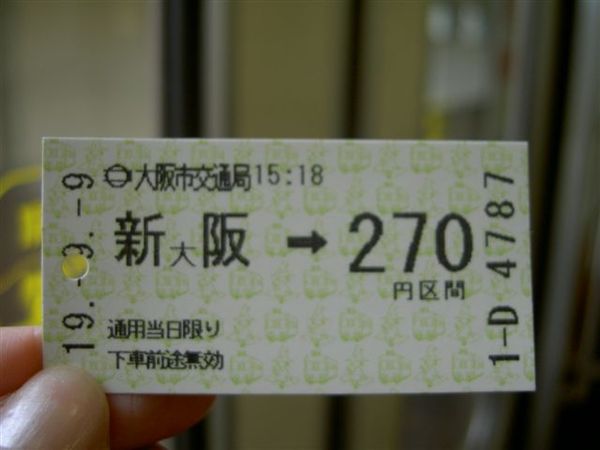 大阪市交通局15:18
新大阪 → 270
円区間
通用当日限り
下車前途無効
19.-9.-9
1-D 4787